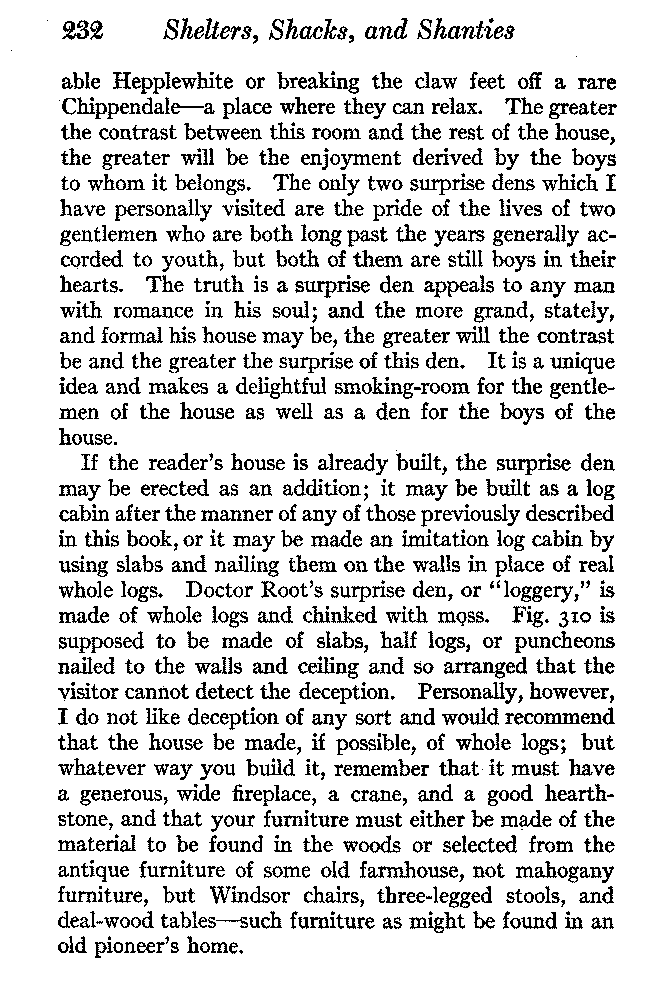 232 Shelters, Shacks, and Shanties
able Hepplewhite or breaking the claw feet off a rare
Chippendale—a place where they can relax. The greater
the contrast between this room and the rest of the house,
the greater will be the enjoyment derived by the boys
to whom it belongs. The only two surprise dens which I
have personally visited are the pride of the lives of two
gentlemen who are both long past the years generally ac-
corded to youth, but both of them are still boys in their
hearts. The truth is a surprise den appeals to any man
with romance in his soul; and the more grand, stately,
and formal his house may be, the greater will the contrast
be and the greater the surprise of this den. It is a unique
idea and makes a delightful smoking-room for the gentle-
men of the house as well as a den for the boys of the
house.
If the reader's house is already built, the surprise den
may be erected as an addition; it may be built as a log
cabin after the manner of any of those previously described
in this book, or it may be made an imitation log cabin by
using slabs and nailing them on the walls in place of real
whole logs. Doctor Root's surprise den, or "loggery," is
made of whole logs and chinked with moss. Fig. 310 is
supposed to be made of slabs, half logs, or puncheons
nailed to the walls and ceiling and so arranged that the
visitor cannot detect the deception. Personally, however,
I do not like deception of any sort and would recommend
that the house be made, if possible, of whole logs; but
whatever way you build it, remember that it must have
a generous, wide fireplace, a crane, and a good hearth-
stone, and that your furniture must either be made of the
material to be found in the woods or selected from the
antique furniture of some old farmhouse, not mahogany
furniture, but Windsor chairs, three-legged stools, and
deal-wood tables—such furniture as might be found in an
old pioneer's home.